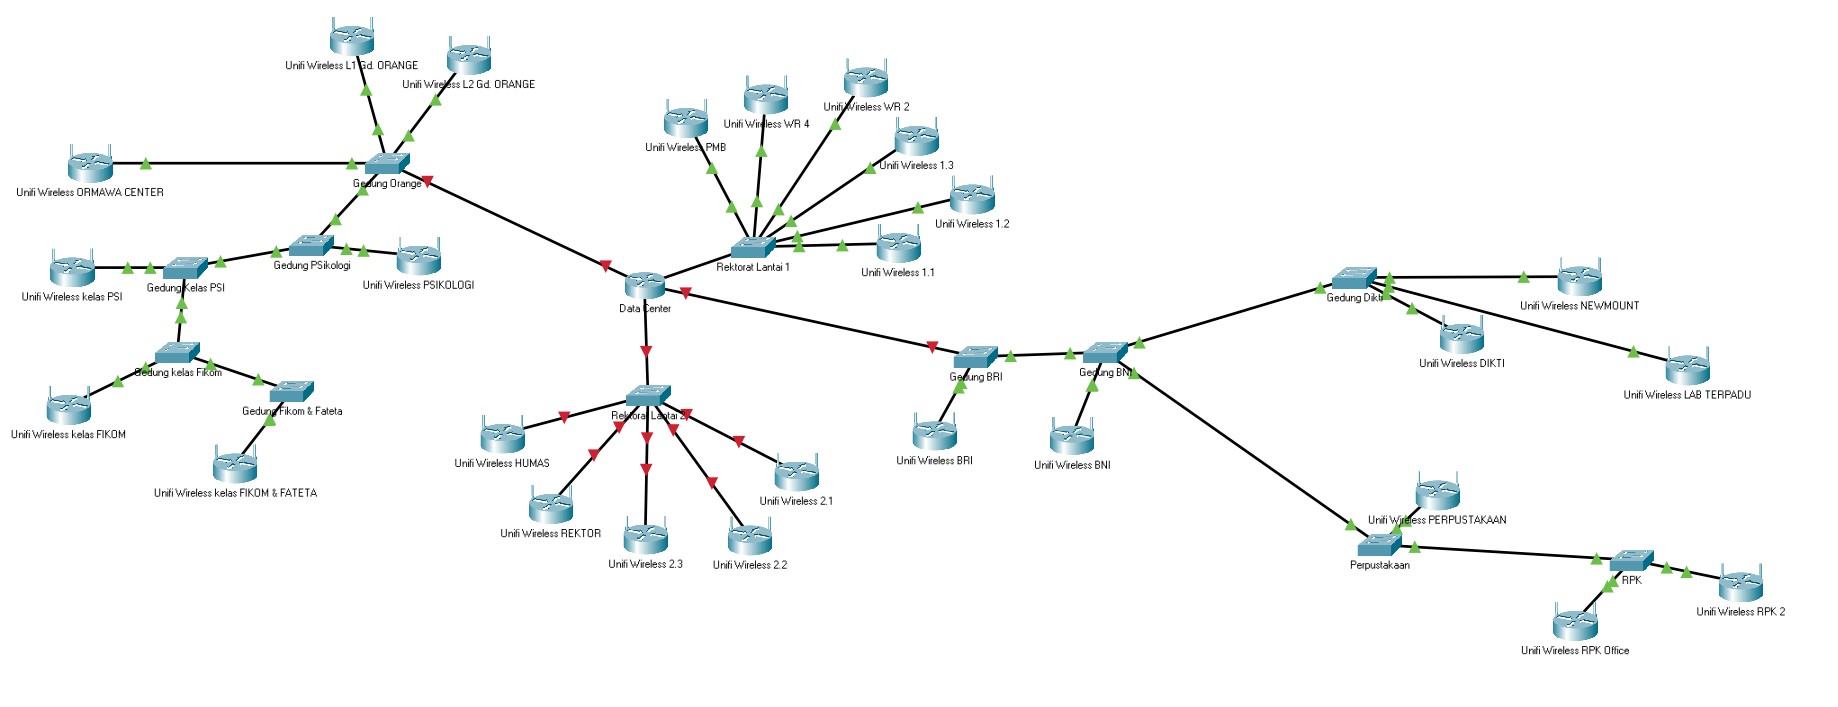 Unifi Wireless L1 Gd. ORANGE
Unifi Wireless L2 Gd. ORANGE
Unifi Wireless ORMAWA CENTER
Gedung Orange
Gedung PSikologi
Unifi Wireless PSIKOLOGI
Gedung Kelas PSI
Unifi Wireless kelas PSI
Gedung kelas Fikom
Unifi Wireless kelas FIKOM
Gedung Fikom & Fateta
Unifi Wireless kelas FIKOM & FATETA
Unifi Wireless PMB
Unifi Wireless WR 4
Unifi Wireless WR 2
Unifi Wireless 1.3
Unifi Wireless 1.2
Unifi Wireless 1.1
Rektorat Lantai 1
Data Center
Rektorat Lantai 2
Unifi Wireless HUMAS
Unifi Wireless REKTOR
Unifi Wireless 2.3
Unifi Wireless 2.2
Unifi Wireless 2.1
Gedung BRI
Unifi Wireless BRI
Gedung BNI
Unifi Wireless BNI
Gedung Dikti
Unifi Wireless NEWMOUNT
Unifi Wireless DIKTI
Unifi Wireless LAB TERPADU
Unifi Wireless PERPUSTAKAAN
Perpustakaan
RPK
Unifi Wireless RPK 2
Unifi Wireless RPK Office